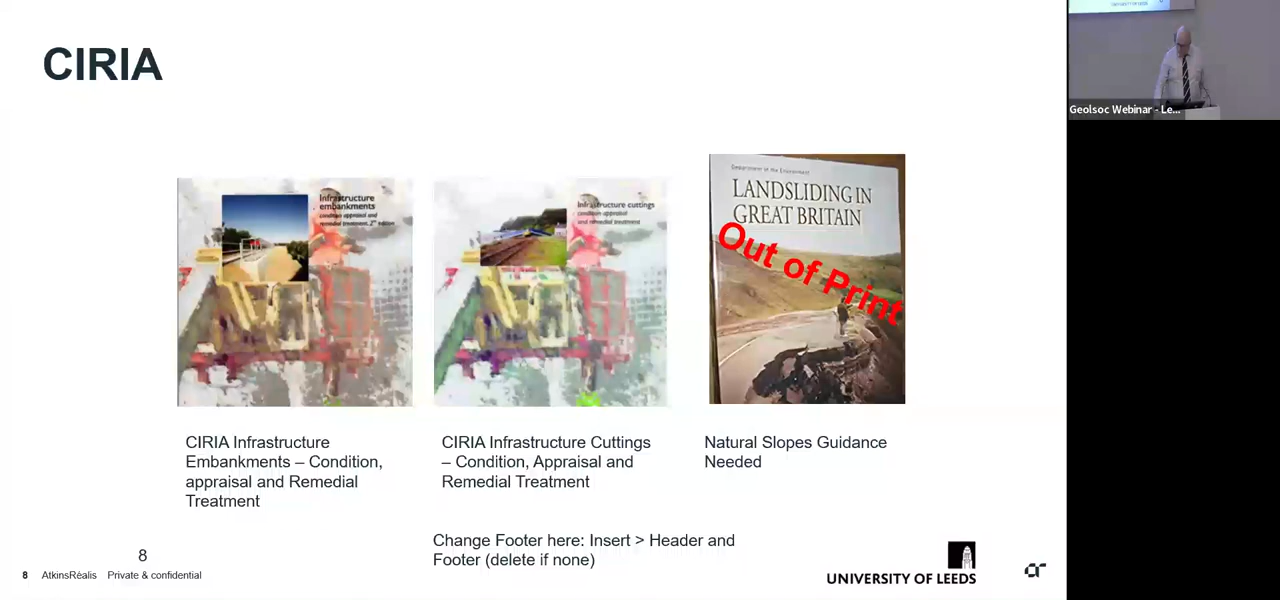 CIRIA
Geolsoc Webinar - Le...
Infrastructure
embankments
condition appraisal and
remedial treatment, 2nd edition
Infrastructure cuttings
condition appraisal
and remedial treatment
Department of the Environment
LANDSLIDING IN
GREAT BRITAIN
Out of Print
CIRIA Infrastructure
Embankments – Condition,
appraisal and Remedial
Treatment
CIRIA Infrastructure Cuttings
– Condition, Appraisal and
Remedial Treatment
Natural Slopes Guidance
Needed
Change Footer here: Insert > Header and
Footer (delete if none)
8
8 AtkinsRéalis Private & confidential
UNIVERSITY OF LEEDS